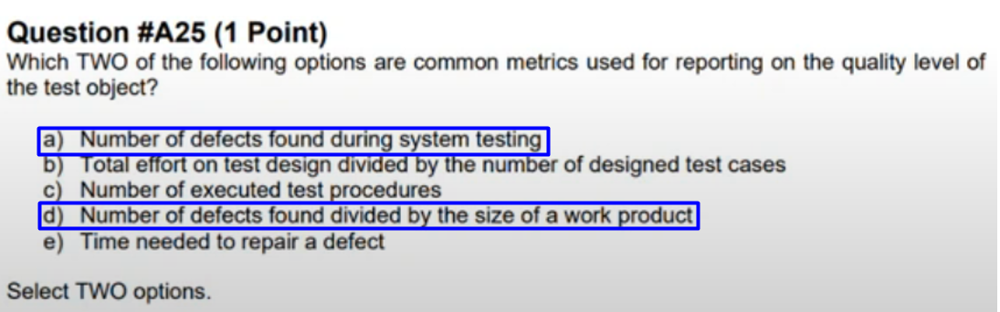 Question #A25 (1 Point)
Which TWO of the following options are common metrics used for reporting on the quality level of
the test object?
a) Number of defects found during system testing
b) Total effort on test design divided by the number of designed test cases
c) Number of executed test procedures
d) Number of defects found divided by the size of a work product
e) Time needed to repair a defect
Select TWO options.